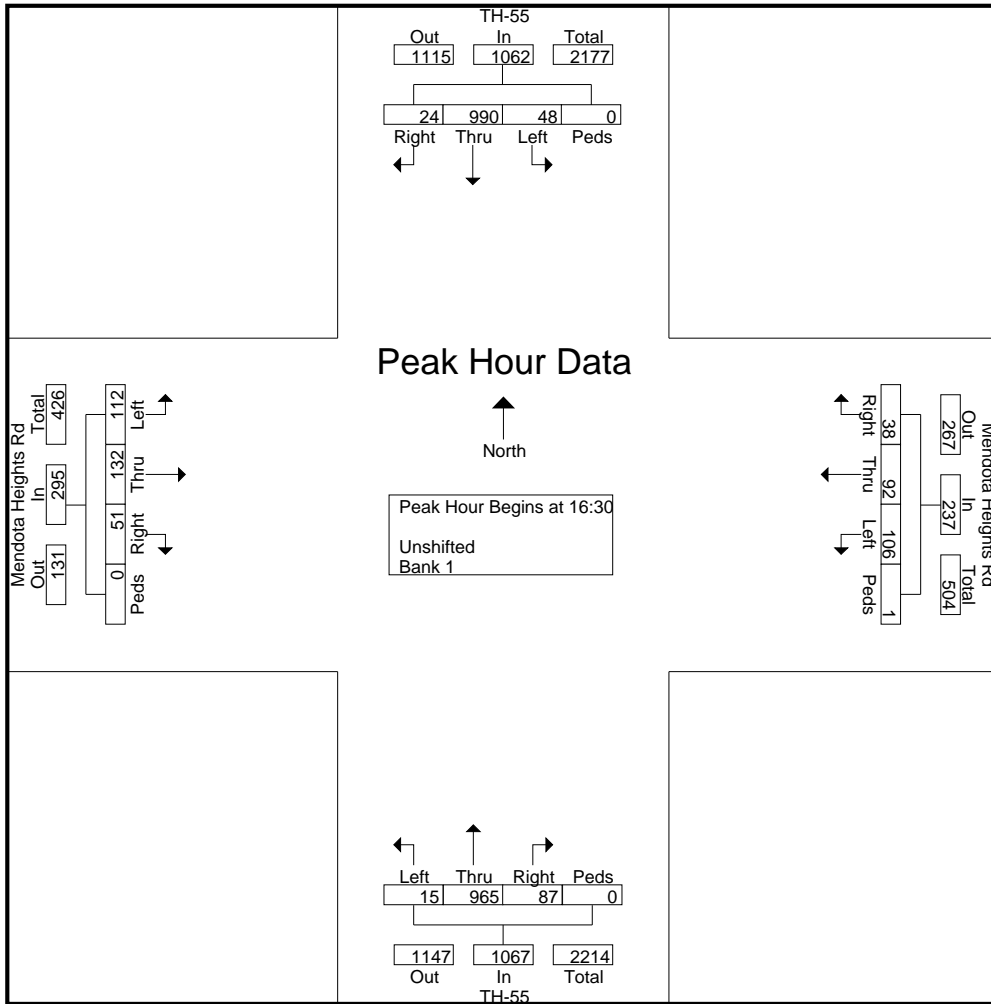 TH-55
Out In Total
1115 1062 2177
24 990 48 0
Right Thru Left Peds
Peak Hour Data
North
Peak Hour Begins at 16:30
Unshifted
Bank 1
Mendota Heights Rd
Out In Total
131 295 426
Left Thru Right Peds
112 132 51 0
Mendota Heights Rd
Out In Total
267 237 504
Right Thru Left Peds
38 92 106 1
Left Thru Right Peds
15 965 87 0
1147 1067 2214
Out In Total
TH-55